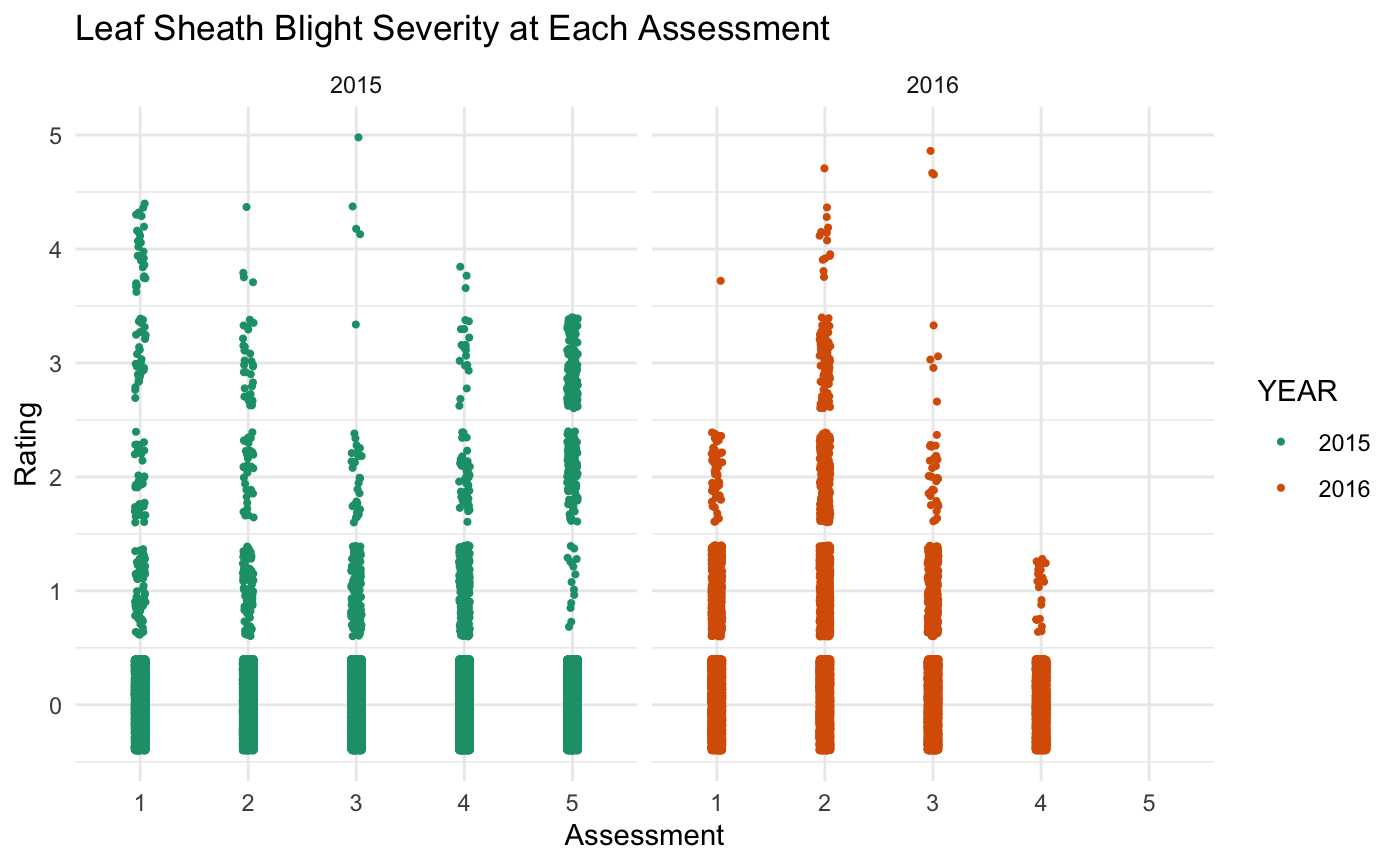 Leaf Sheath Blight Severity at Each Assessment
2015 2016
5
4
3
2
1
0
Rating
1 2 3 4 5 1 2 3 4 5
Assessment
YEAR
2015
2016